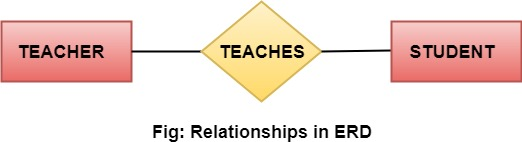 TEACHER TEACHES STUDENT
Fig: Relationships in ERD